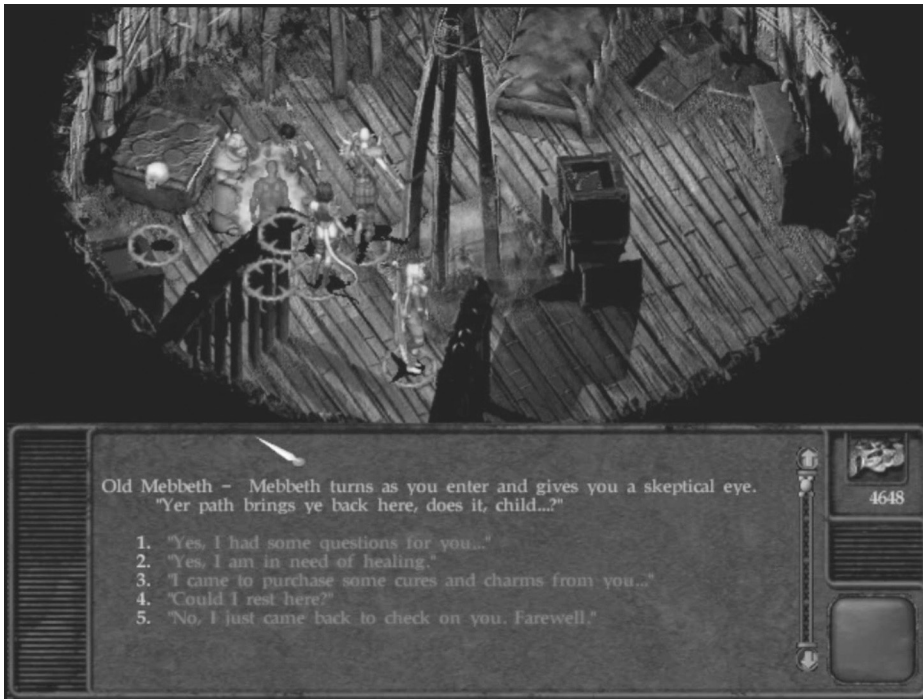 Old Mebbeth – Mebbeth turns as you enter and gives you a skeptical eye.
"Yer path brings ye back here, does it, child...?"
1. "Yes, I had some questions for you..."
2. "Yes, I am in need of healing."
3. "I came to purchase some cures and charms from you..."
4. "Could I rest here?"
5. "No, I just came back to check on you. Farewell."
4648